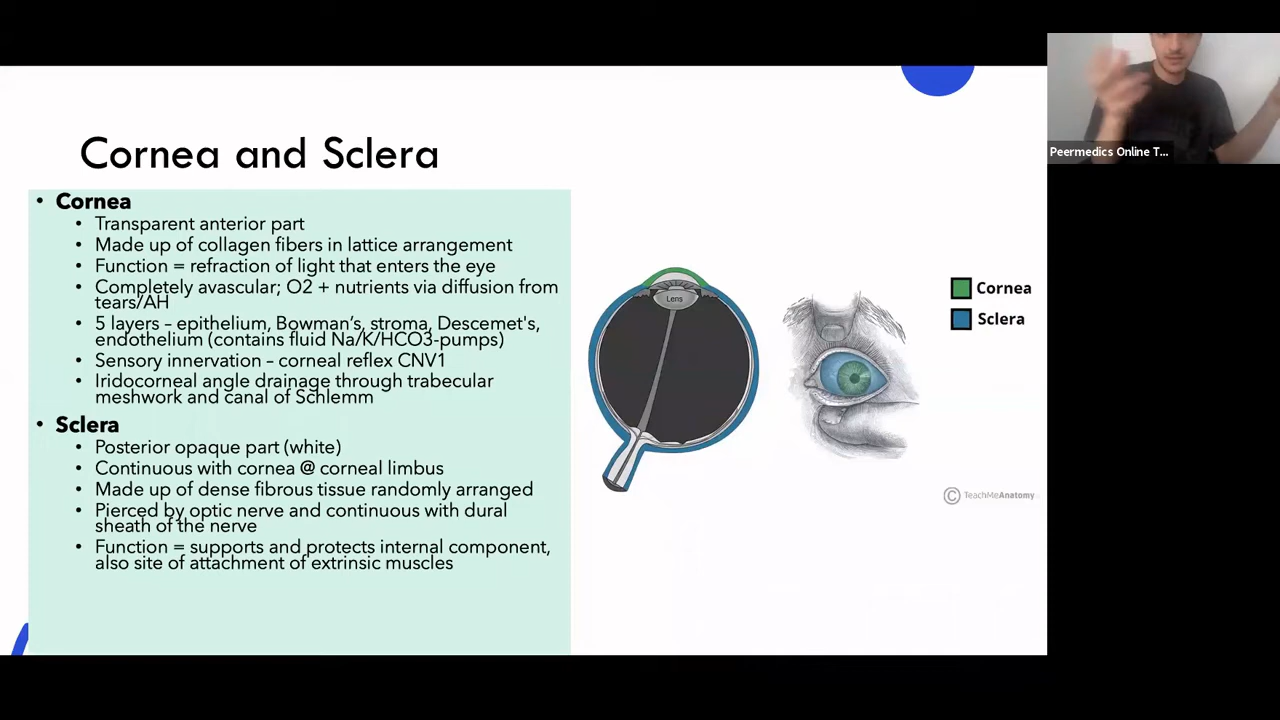 Peermedics Online T...
Cornea and Sclera
• Cornea
• Transparent anterior part
• Made up of collagen fibers in lattice arrangement
• Function = refraction of light that enters the eye
• Completely avascular; O2 + nutrients via diffusion from
tears/AH
• 5 layers – epithelium, Bowman's, stroma, Descemet's,
endothelium (contains fluid Na/K/HCO3-pumps)
• Sensory innervation – corneal reflex CNV1
• Iridocorneal angle drainage through trabecular
meshwork and canal of Schlemm
• Sclera
• Posterior opaque part (white)
• Continuous with cornea @ corneal limbus
• Made up of dense fibrous tissue randomly arranged
• Pierced by optic nerve and continuous with dural
sheath of the nerve
• Function = supports and protects internal component,
also site of attachment of extrinsic muscles
Lens
Cornea
Sclera
© TeachMeAnatomy